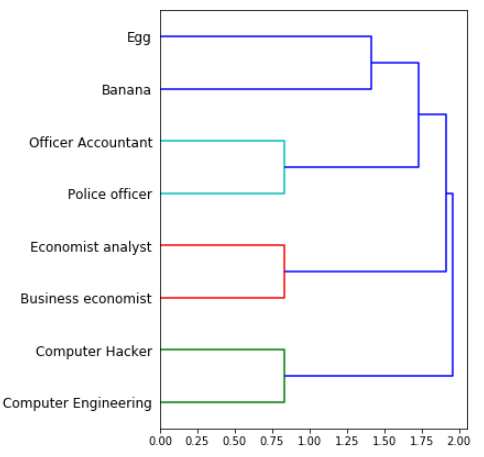 Egg
Banana
Officer Accountant
Police officer
Economist analyst
Business economist
Computer Hacker
Computer Engineering
0.00 0.25 0.50 0.75 1.00 1.25 1.50 1.75 2.00